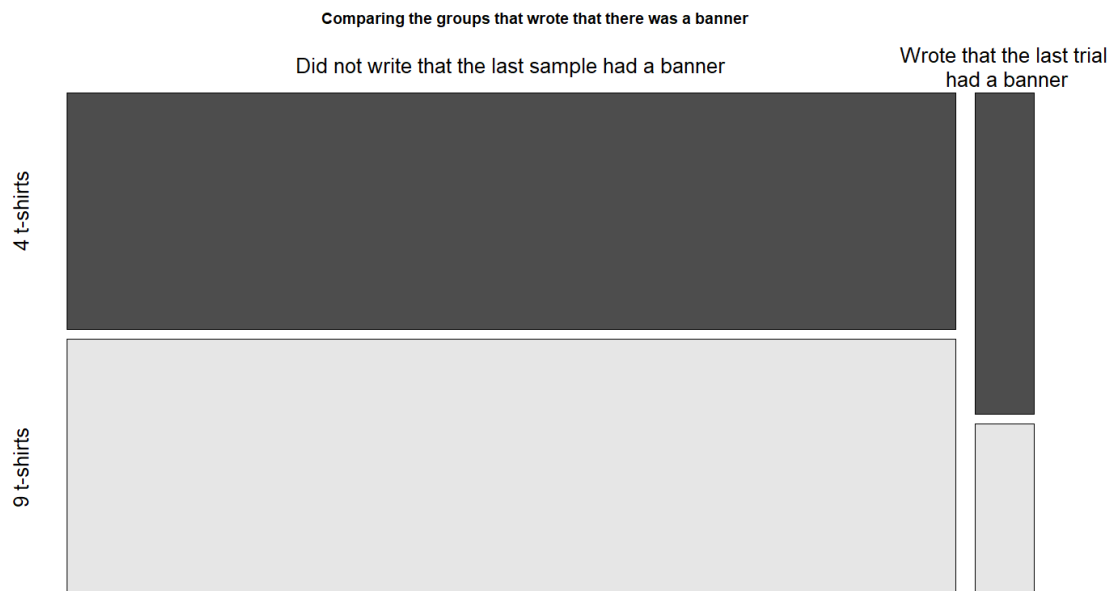 Comparing the groups that wrote that there was a banner
Did not write that the last sample had a banner
Wrote that the last trial
had a banner
4 t-shirts
9 t-shirts